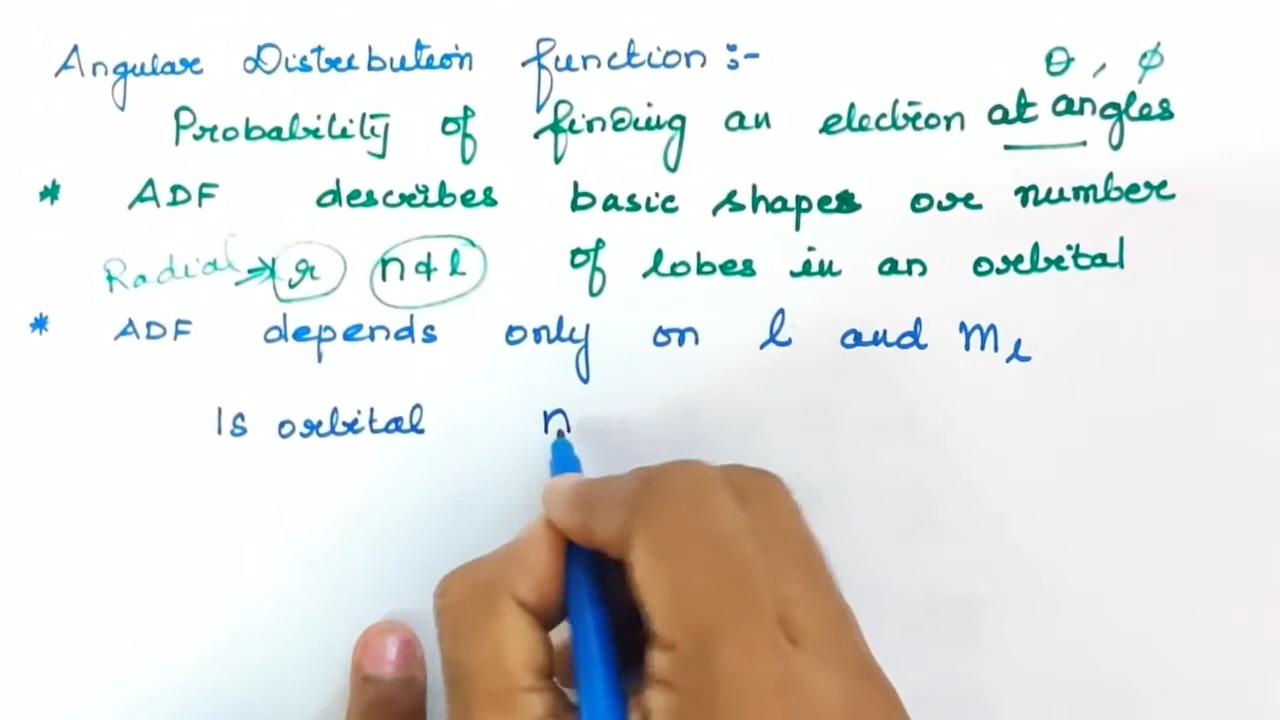 Angular Distribution function :-
θ, φ
Probability of finding an electron at angles
* ADF describes basic shapes or number
Radial → r n & l of lobes in an orbital
* ADF depends only on l and ml
1s orbital n